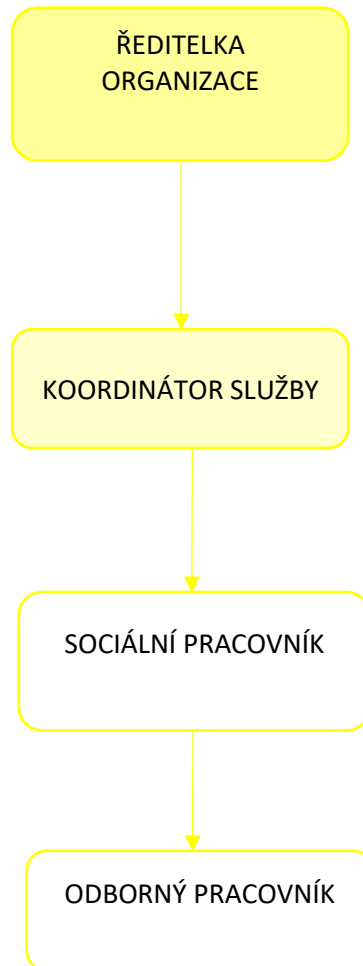 ŘEDITELKA
ORGANIZACE
KOORDINÁTOR SLUŽBY
SOCIÁLNÍ PRACOVNÍK
ODBORNÝ PRACOVNÍK